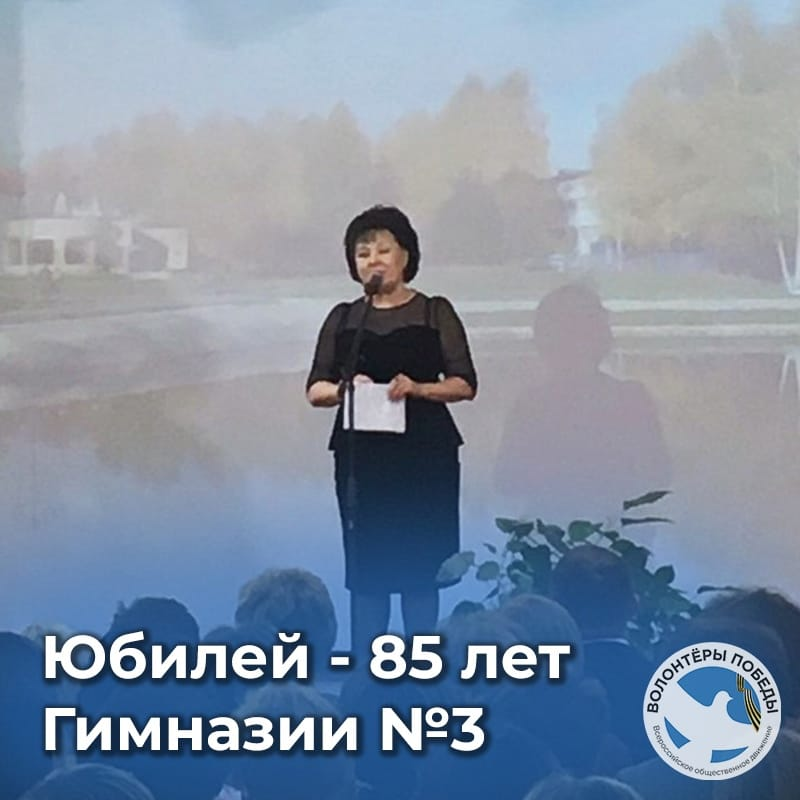 Юбилей - 85 лет
Гимназии №3
ВОЛОНТЁРЫ ПОБЕДЫ
Всероссийское общественное движение